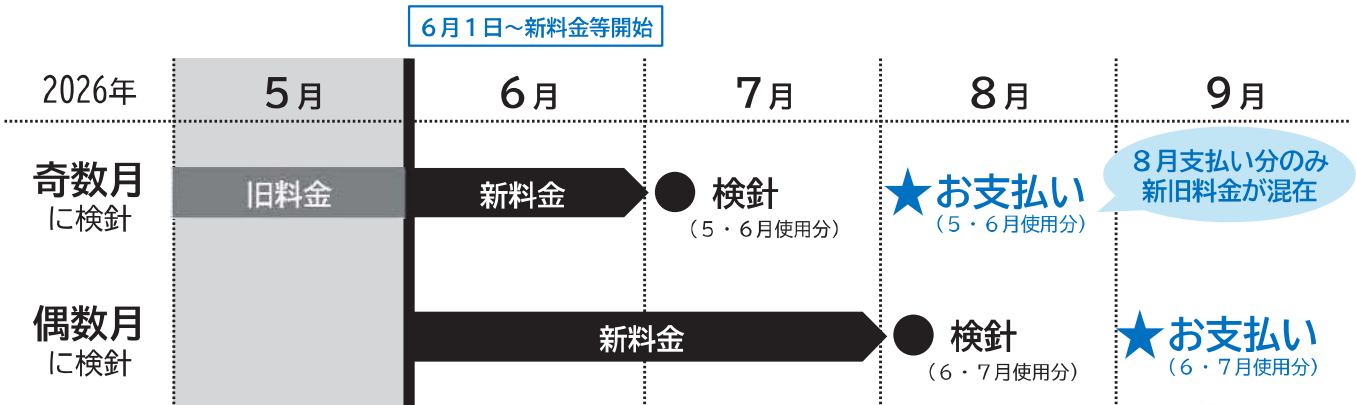 6月1日～新料金等開始
2026年 5月 6月 7月 8月 9月
奇数月
に検針
旧料金
新料金
検針
（5・6月使用分）
お支払い
（5・6月使用分）
8月支払い分のみ
新旧料金が混在
偶数月
に検針
新料金
検針
（6・7月使用分）
お支払い
（6・7月使用分）